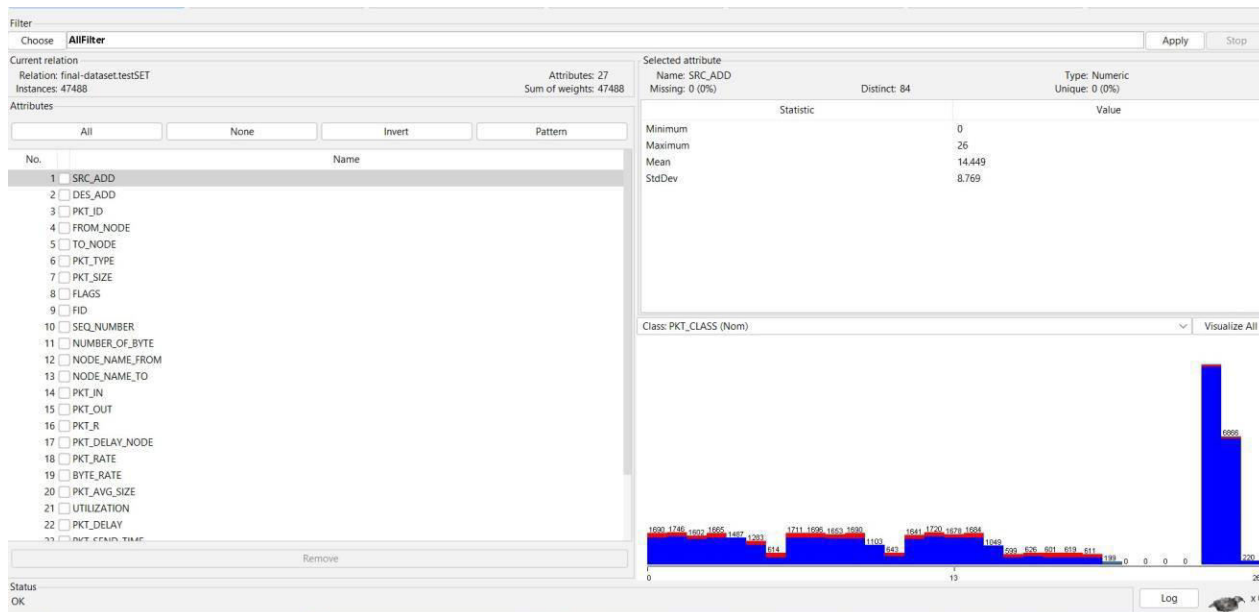 Filter
Choose AllFilter Apply Stop
Current relation
Relation: final-dataset.testSET Attributes: 27
Instances: 47488 Sum of weights: 47488
Attributes
All None Invert Pattern
No. Name
1 SRC_ADD
2 DES_ADD
3 PKT_ID
4 FROM_NODE
5 TO_NODE
6 PKT_TYPE
7 PKT_SIZE
8 FLAGS
9 FID
10 SEQ_NUMBER
11 NUMBER_OF_BYTE
12 NODE_NAME_FROM
13 NODE_NAME_TO
14 PKT_IN
15 PKT_OUT
16 PKT_R
17 PKT_DELAY_NODE
18 PKT_RATE
19 BYTE_RATE
20 PKT_AVG_SIZE
21 UTILIZATION
22 PKT_DELAY
23 PKT_SEND_TIME
Remove
Selected attribute
Name: SRC_ADD Type: Numeric
Missing: 0 (0%) Distinct: 84 Unique: 0 (0%)
Statistic Value
Minimum 0
Maximum 26
Mean 14.449
StdDev 8.769
Class: PKT_CLASS (Nom) Visualize All
6866
1690 1746 1602 1665 1487 1283 614 1711 1696 1653 1690 1103 643 1641 1720 1678 1684 1049 599 626 601 619 611 199 0 0 0 0 220
0 13 26
Status
OK Log x